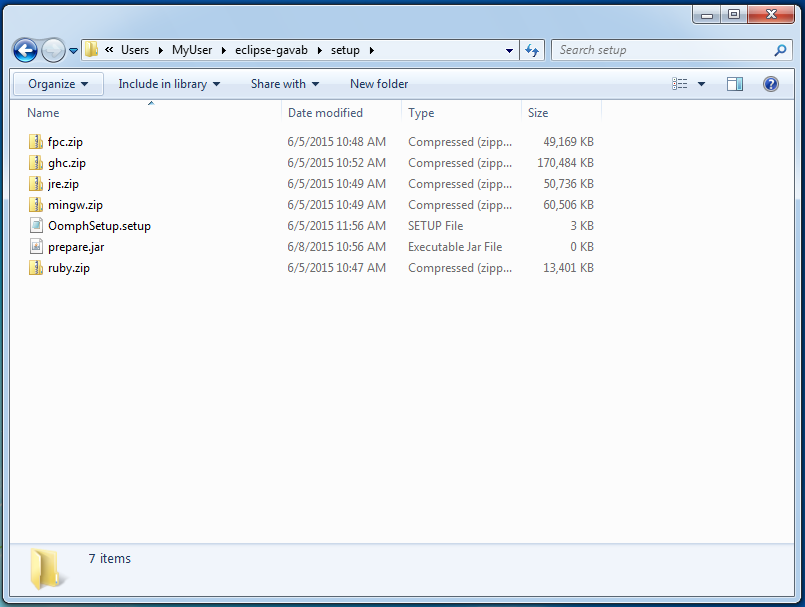 « Users MyUser eclipse-gavab setup Search setup
Organize Include in library Share with New folder
Name Date modified Type Size
fpc.zip 6/5/2015 10:48 AM Compressed (zipp... 49,169 KB
ghc.zip 6/5/2015 10:52 AM Compressed (zipp... 170,484 KB
jre.zip 6/5/2015 10:49 AM Compressed (zipp... 50,736 KB
mingw.zip 6/5/2015 10:49 AM Compressed (zipp... 60,506 KB
OomphSetup.setup 6/5/2015 11:56 AM SETUP File 3 KB
prepare.jar 6/8/2015 10:56 AM Executable Jar File 0 KB
ruby.zip 6/5/2015 10:47 AM Compressed (zipp... 13,401 KB
7 items